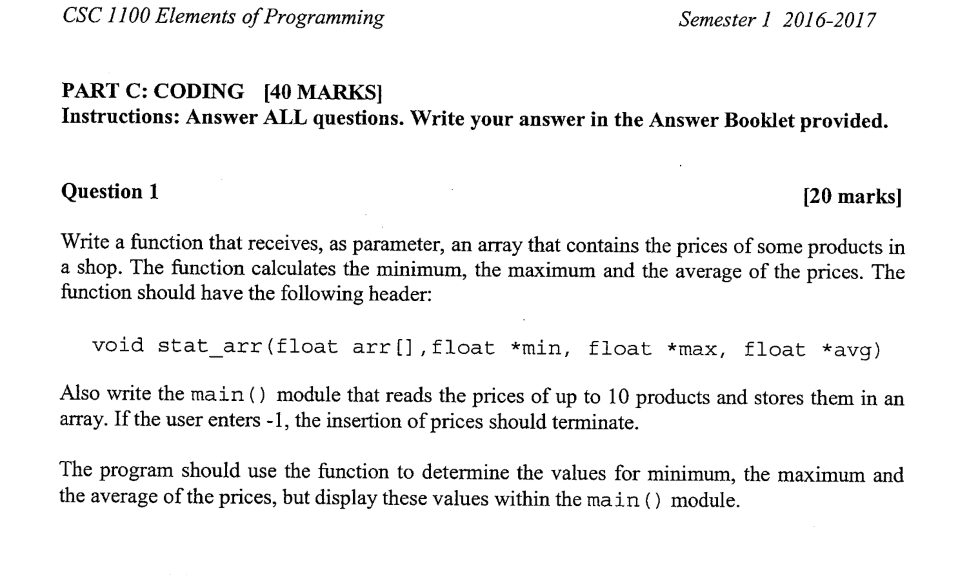 CSC 1100 Elements of Programming Semester 1 2016-2017
PART C: CODING [40 MARKS]
Instructions: Answer ALL questions. Write your answer in the Answer Booklet provided.
Question 1 [20 marks]
Write a function that receives, as parameter, an array that contains the prices of some products in
a shop. The function calculates the minimum, the maximum and the average of the prices. The
function should have the following header:
void stat_arr(float arr[],float *min, float *max, float *avg)
Also write the main() module that reads the prices of up to 10 products and stores them in an
array. If the user enters -1, the insertion of prices should terminate.
The program should use the function to determine the values for minimum, the maximum and
the average of the prices, but display these values within the main() module.